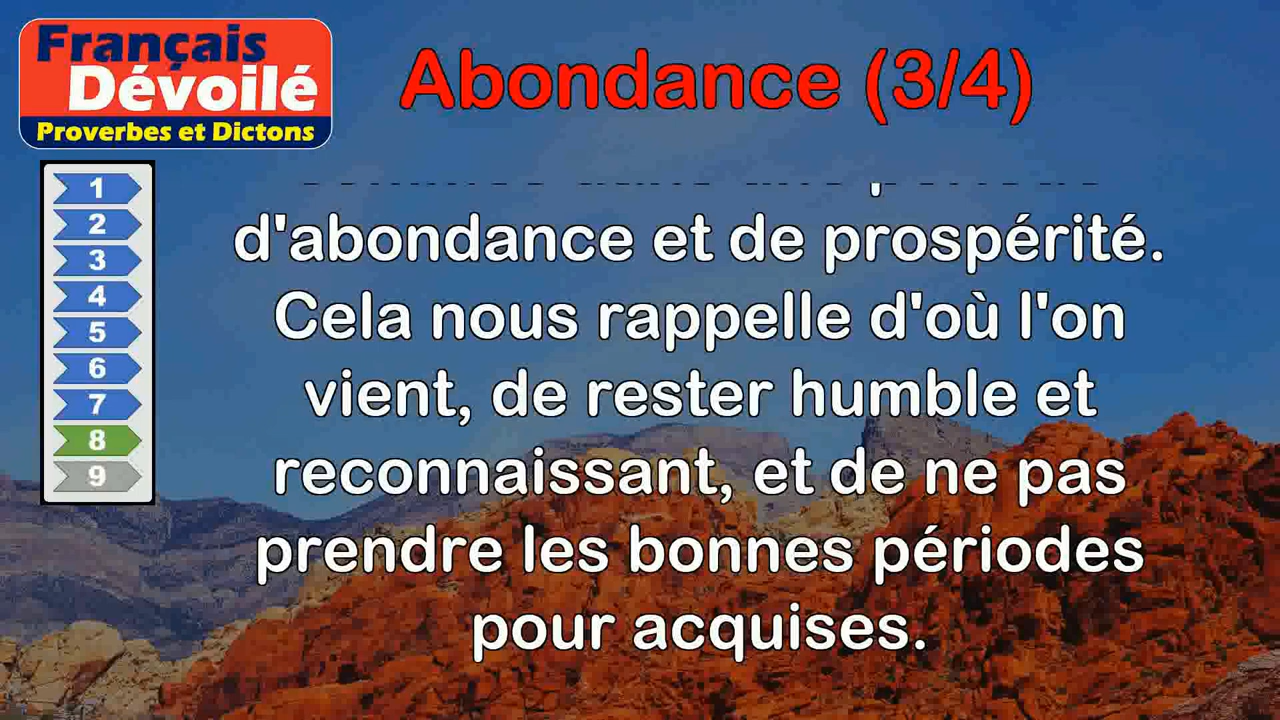 Français
Dévoilé
Proverbes et Dictons
Abondance (3/4)
1
2
3
4
5
6
7
8
9
d'abondance et de prospérité.
Cela nous rappelle d'où l'on
vient, de rester humble et
reconnaissant, et de ne pas
prendre les bonnes périodes
pour acquises.